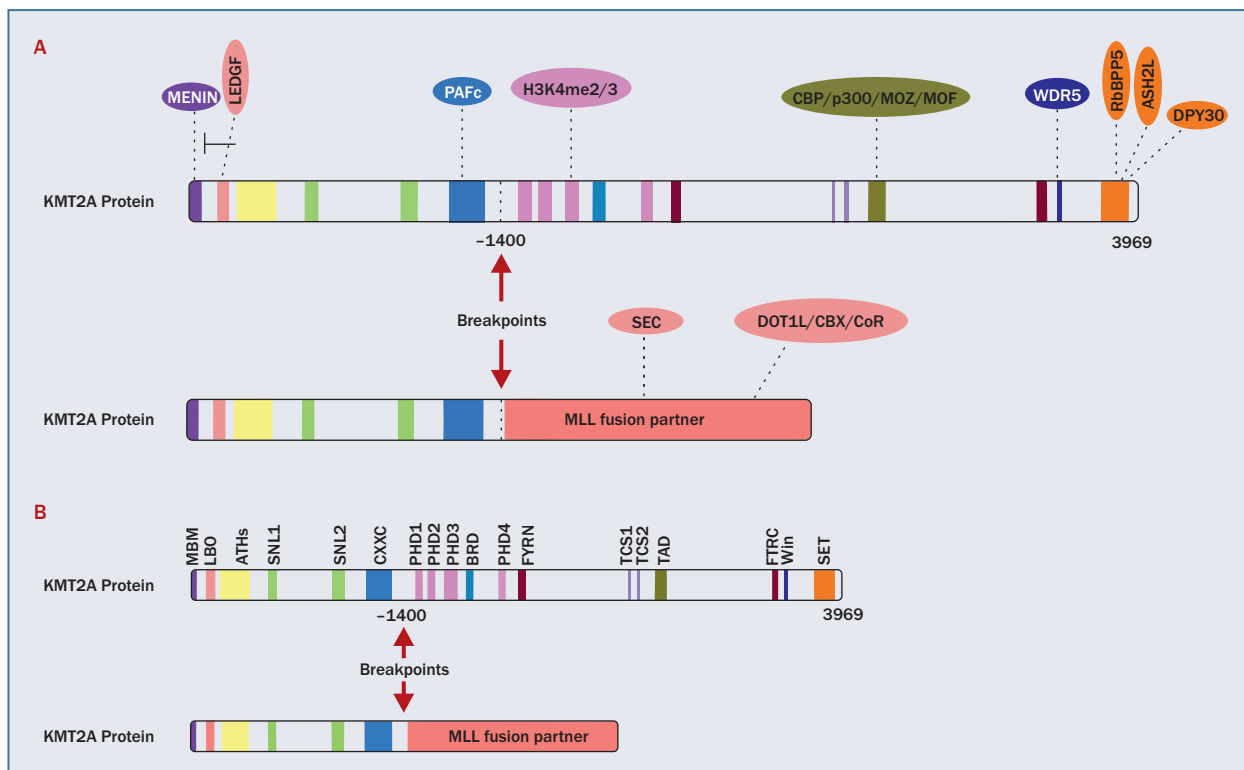 A
MENIN
LEDGF
PAFc
H3K4me2/3
CBP/p300/MOZ/MOF
WDR5
RbBPP5
ASH2L
DPY30
KMT2A Protein
–1400
3969
Breakpoints
SEC
DOT1L/CBX/CoR
KMT2A Protein
MLL fusion partner
B
MBM
LBO
ATHs
SNL1
SNL2
CXXC
PHD1
PHD2
PHD3
BRD
PHD4
FYRN
TCS1
TCS2
TAD
FTRC
Win
SET
KMT2A Protein
–1400
3969
Breakpoints
KMT2A Protein
MLL fusion partner